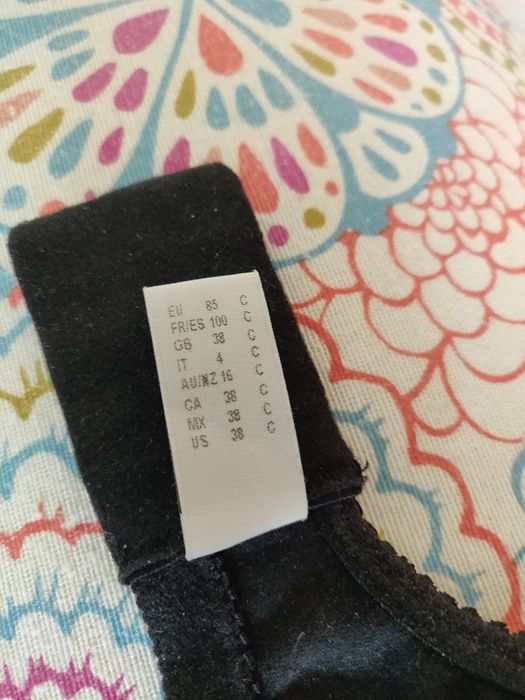 EU 85 C
FR/ES 100 C
GB 38 C
IT 4 C
AU/NZ 16 C
CA 38 C
MX 38 C
US 38 C